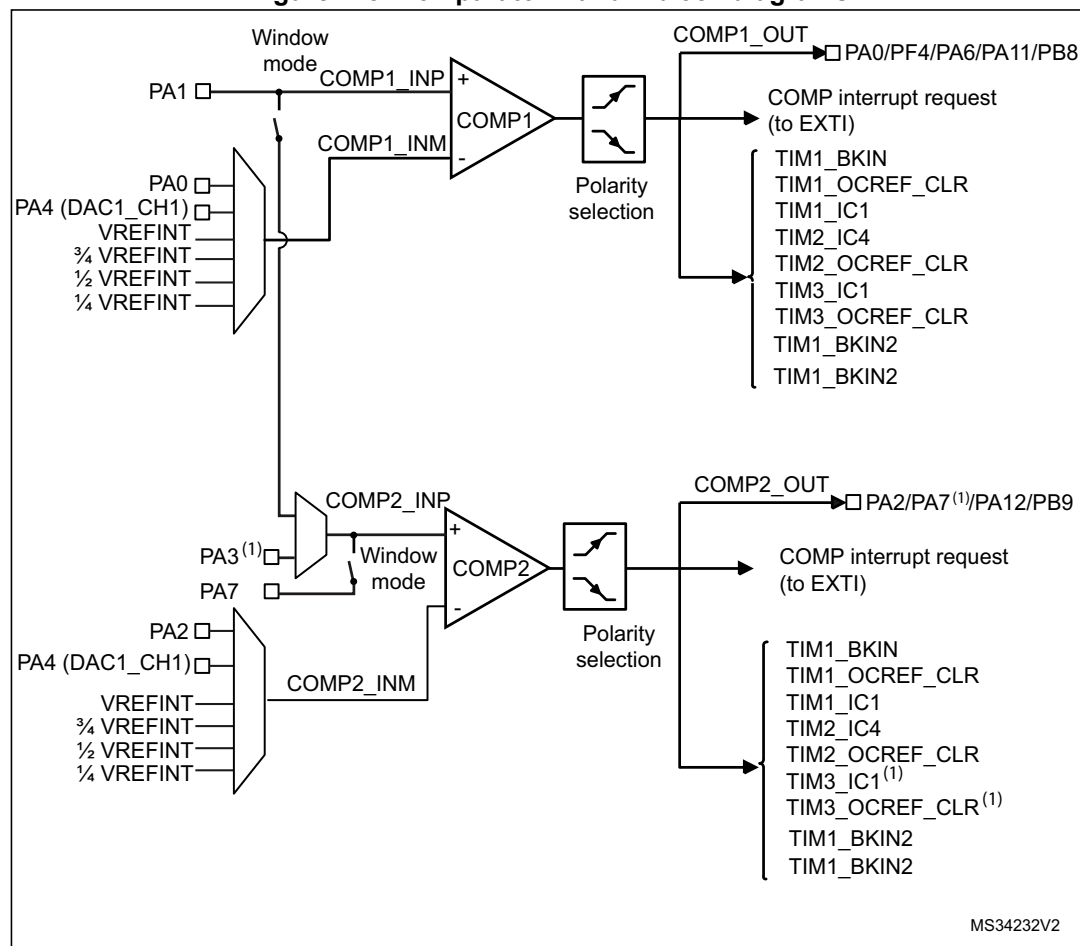 Window
mode
COMP1_OUT
PA0/PF4/PA6/PA11/PB8
PA1
COMP1_INP
+
COMP1
-
COMP1_INM
COMP interrupt request
(to EXTI)
Polarity
selection
PA0
PA4 (DAC1_CH1)
VREFINT
¾ VREFINT
½ VREFINT
¼ VREFINT
TIM1_BKIN
TIM1_OCREF_CLR
TIM1_IC1
TIM2_IC4
TIM2_OCREF_CLR
TIM3_IC1
TIM3_OCREF_CLR
TIM1_BKIN2
TIM1_BKIN2
COMP2_OUT
PA2/PA7(1)/PA12/PB9
COMP2_INP
+
COMP2
-
PA3(1)
Window
mode
PA7
COMP interrupt request
(to EXTI)
Polarity
selection
PA2
PA4 (DAC1_CH1)
COMP2_INM
VREFINT
¾ VREFINT
½ VREFINT
¼ VREFINT
TIM1_BKIN
TIM1_OCREF_CLR
TIM1_IC1
TIM2_IC4
TIM2_OCREF_CLR
TIM3_IC1(1)
TIM3_OCREF_CLR(1)
TIM1_BKIN2
TIM1_BKIN2
MS34232V2